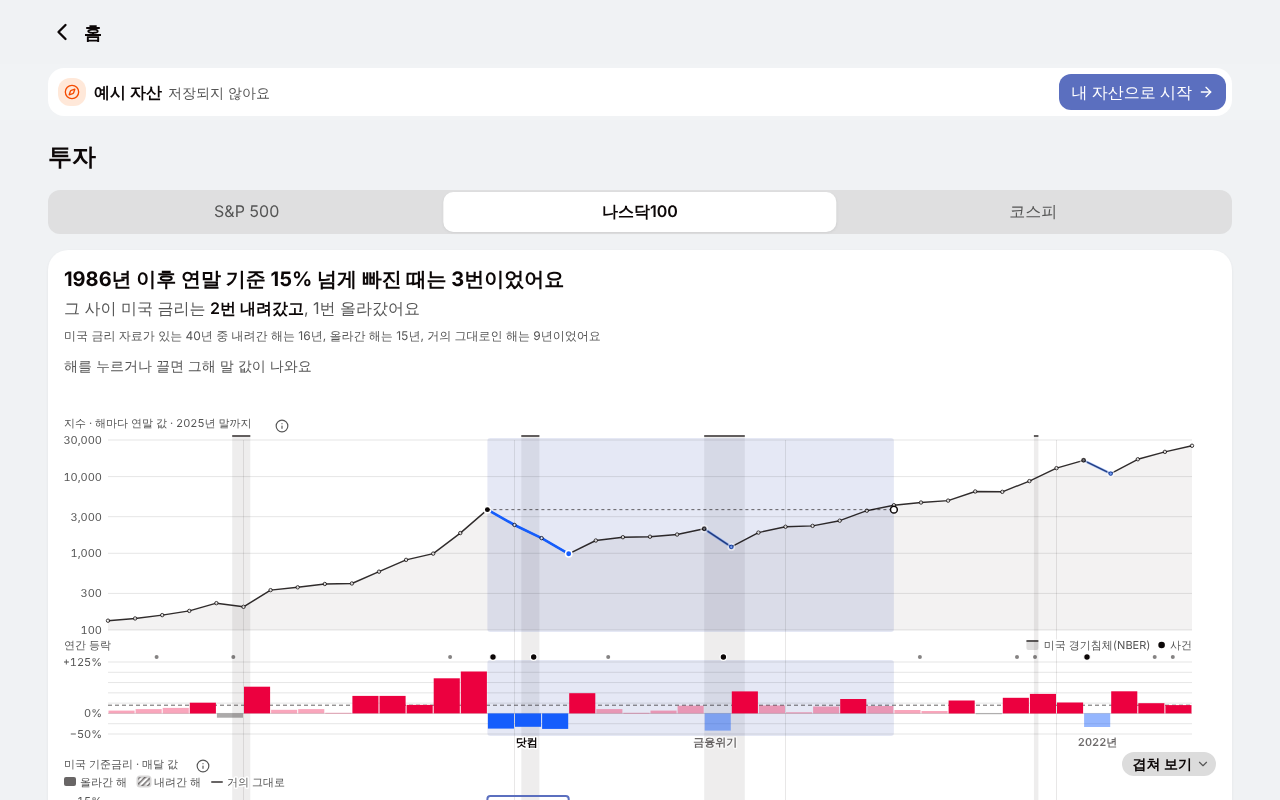 홈
예시 자산 저장되지 않아요
내 자산으로 시작 →
투자
S&P 500
나스닥100
코스피
1986년 이후 연말 기준 15% 넘게 빠진 때는 3번이었어요
그 사이 미국 금리는 2번 내려갔고, 1번 올라갔어요
미국 금리 자료가 있는 40년 중 내려간 해는 16년, 올라간 해는 15년, 거의 그대로인 해는 9년이었어요
해를 누르거나 끌면 그해 말 값이 나와요
지수 · 해마다 연말 값 · 2025년 말까지
30,000
10,000
3,000
1,000
300
100
연간 등락
미국 경기침체(NBER) 사건
+125%
0%
−50%
닷컴
금융위기
2022년
미국 기준금리 · 매달 값
겹쳐 보기
올라간 해 내려간 해 거의 그대로
15%